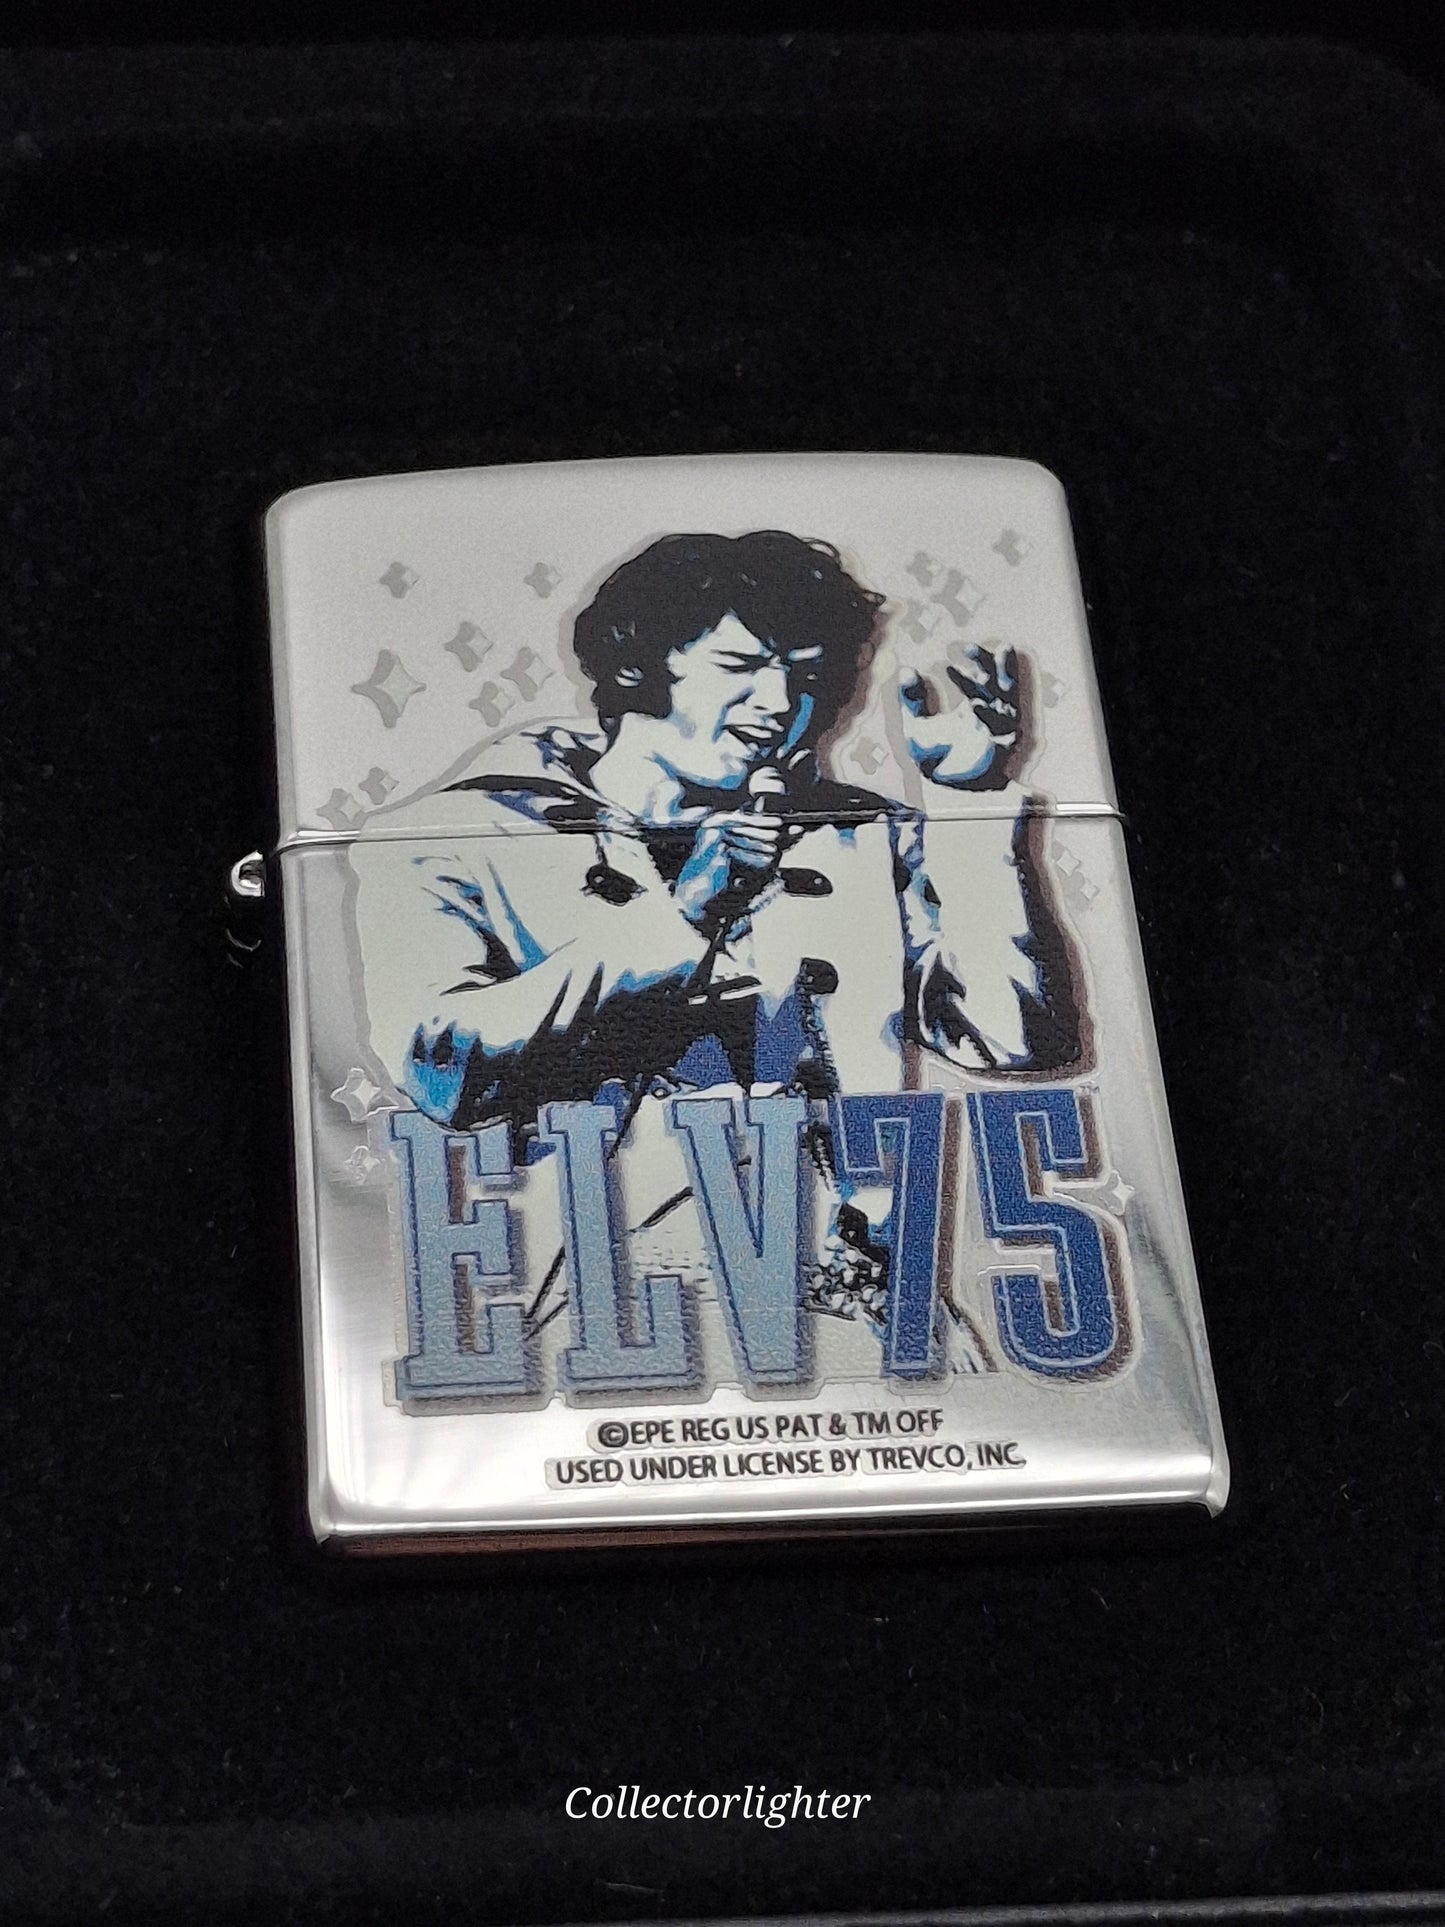 ELV75
©EPE REG US PAT & TM OFF
USED UNDER LICENSE BY TREVCO, INC.
Collectorlighter